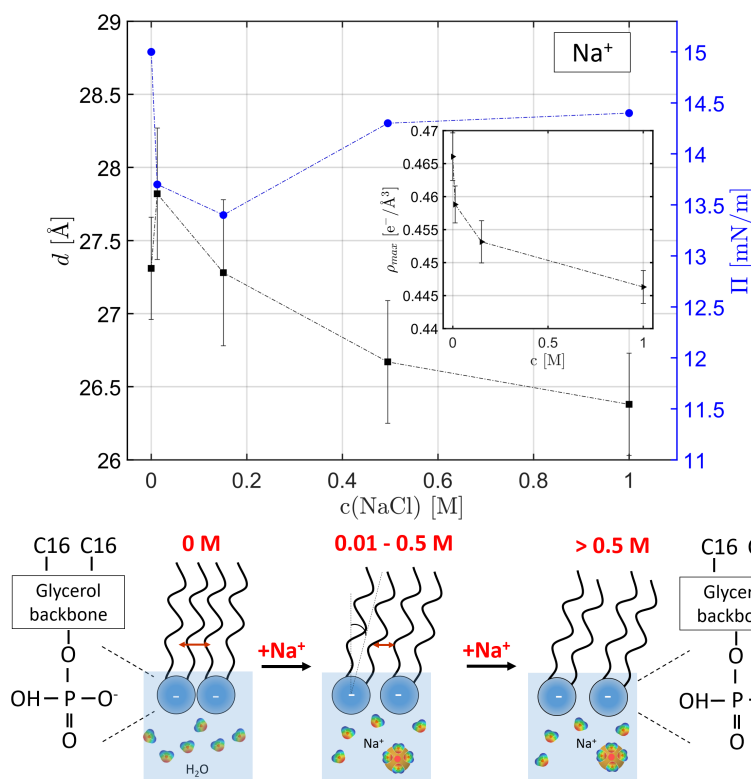 Na⁺
29
28.5
28
27.5
27
26.5
26
d [Å]
15
14.5
14
13.5
13
12.5
12
11.5
11
Π [mN/m]
0.47
0.465
0.46
0.455
0.45
0.445
0.44
ρmax [e⁻/Å³]
0 0.5 1
c [M]
0 0.2 0.4 0.6 0.8 1
c(NaCl) [M]
C16 C16
Glycerol
backbone
O
OH P O⁻
O
0 M
-
-
H₂O
+Na⁺
0.01 - 0.5 M
-
-
Na⁺
+Na⁺
> 0.5 M
-
-
Na⁺
C16
O
OH P
O